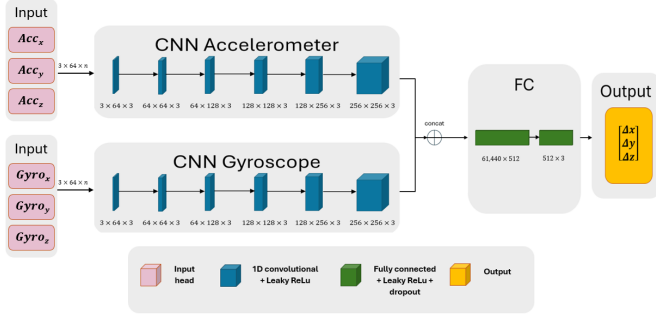 Input
Acc_x
Acc_y
Acc_z
3 × 64 × n
CNN Accelerometer
3 × 64 × 3
64 × 64 × 3
64 × 128 × 3
128 × 128 × 3
128 × 256 × 3
256 × 256 × 3
Input
Gyro_x
Gyro_y
Gyro_z
3 × 64 × n
CNN Gyroscope
3 × 64 × 3
64 × 64 × 3
64 × 128 × 3
128 × 128 × 3
128 × 256 × 3
256 × 256 × 3
concat
FC
61,440 × 512
512 × 3
Output
Δx
Δy
Δz
Input
head
1D convolutional
+ Leaky ReLu
Fully connected
+ Leaky ReLu +
dropout
Output